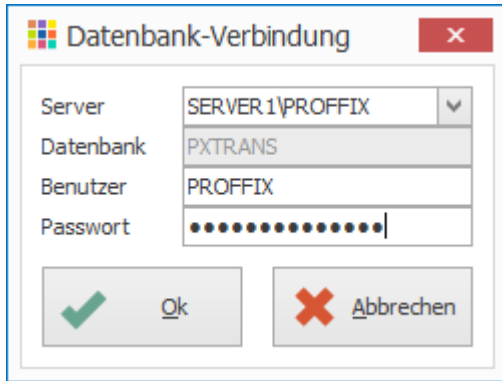 Datenbank-Verbindung
Server SERVER1\PROFFIX
Datenbank PXTRANS
Benutzer PROFFIX
Passwort ●●●●●●●●●●●●●●
Ok Abbrechen